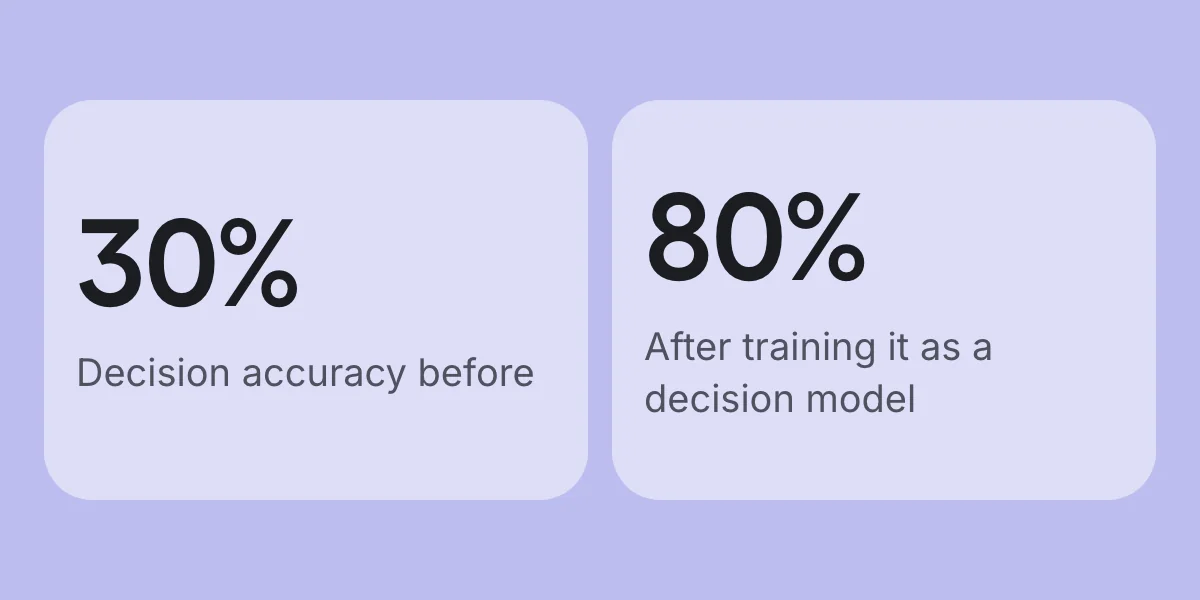 30%
Decision accuracy before
80%
After training it as a
decision model